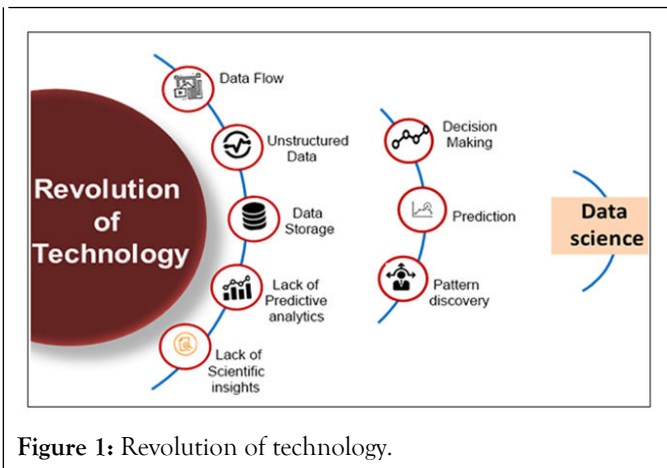 Revolution
of
Technology
Data Flow
Unstructured
Data
Data
Storage
Lack of
Predictive
analytics
Lack of
Scientific
insights
Decision
Making
Prediction
Pattern
discovery
Data
science
Figure 1: Revolution of technology.